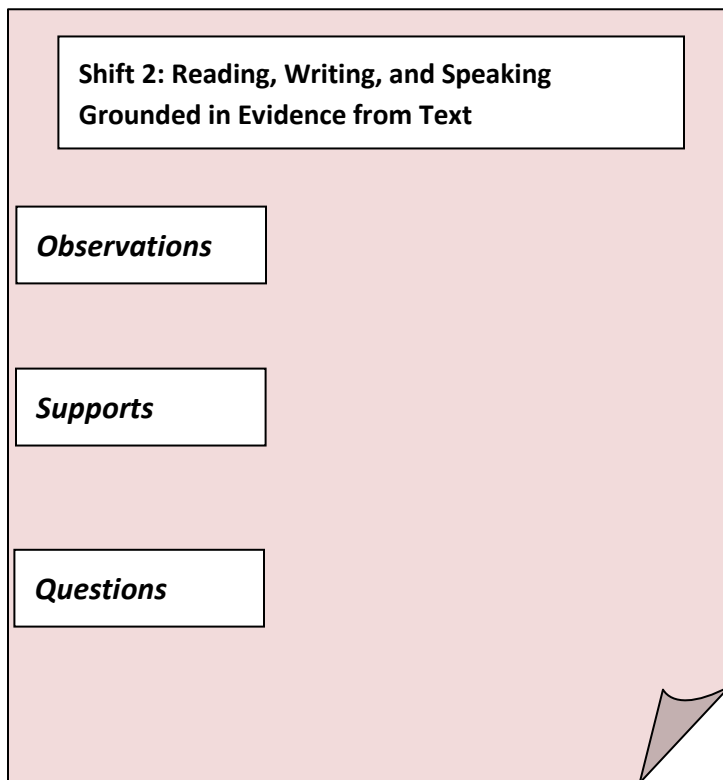 Shift 2: Reading, Writing, and Speaking
Grounded in Evidence from Text
Observations
Supports
Questions